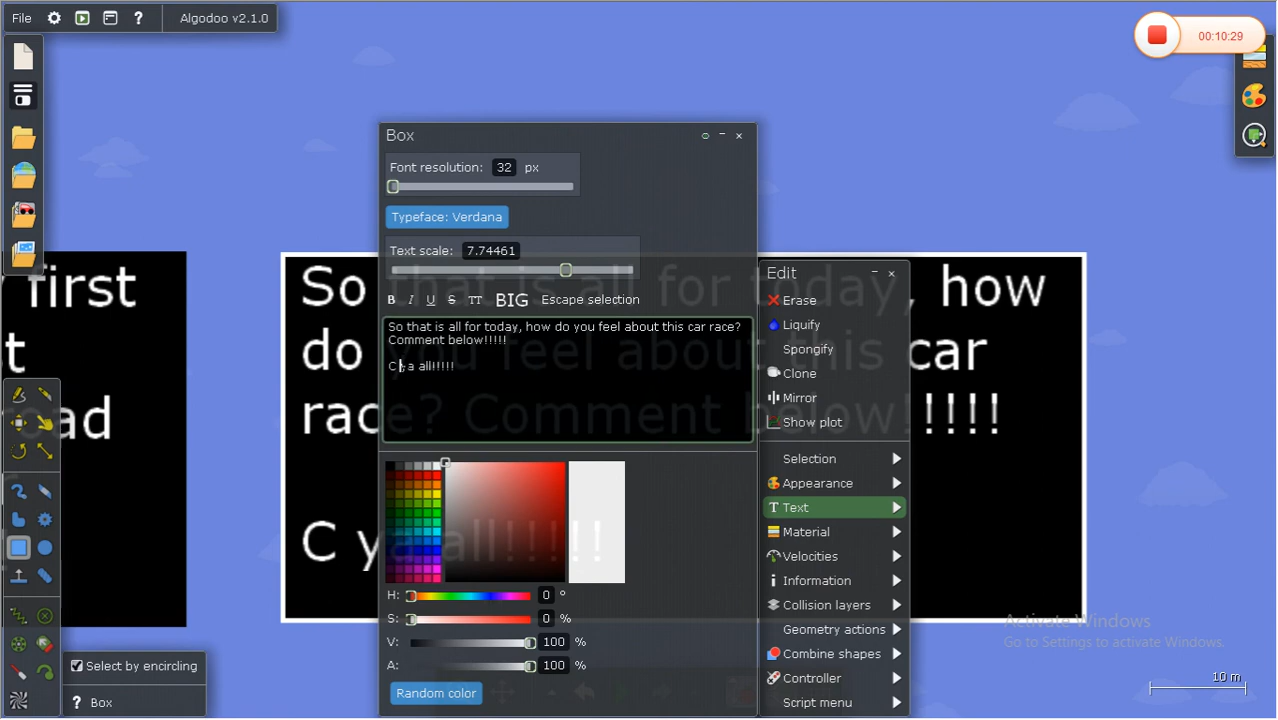 File ? Algodoo v2.1.0
00:10:29
Box
Font resolution: 32 px
Typeface: Verdana
Text scale: 7.74461
B I U S TT BIG Escape selection
So that is all for today, how do you feel about this car race?
Comment below!!!!!
C ya all!!!!!
H: 0 °
S: 0 %
V: 100 %
A: 100 %
Random color
Edit
Erase
Liquify
Spongify
Clone
Mirror
Show plot
Selection
Appearance
T Text
Material
Velocities
Information
Collision layers
Geometry actions
Combine shapes
Controller
Script menu
first
t
oad
So that is all for today, how
do you feel about this car
race? Comment below!!!!!
C ya all!!!!!
Select by encircling
? Box
Activate Windows
Go to Settings to activate Windows.
10 m